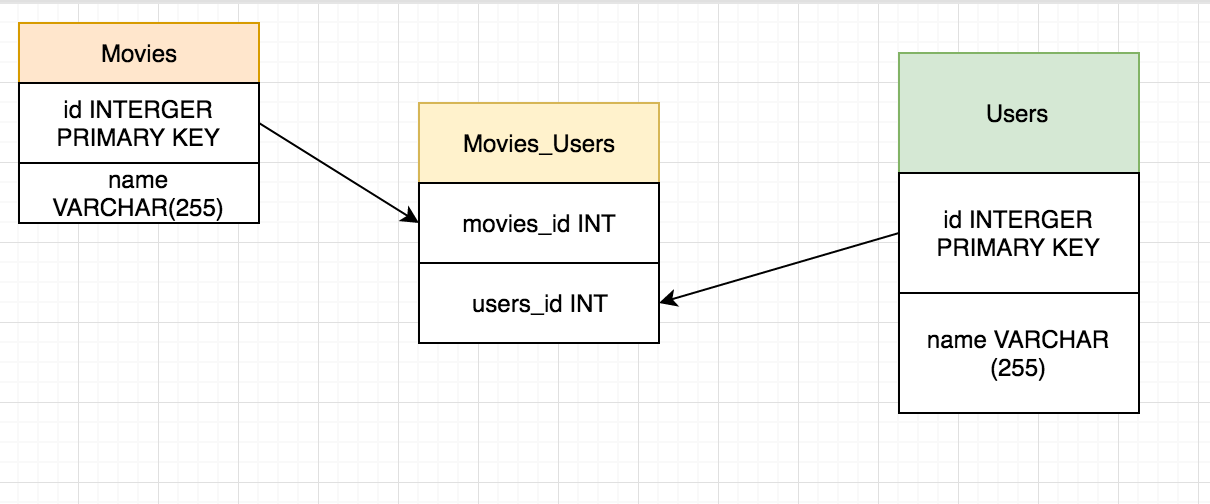 Movies
id INTERGER
PRIMARY KEY
name
VARCHAR(255)
Movies_Users
movies_id INT
users_id INT
Users
id INTERGER
PRIMARY KEY
name VARCHAR
(255)